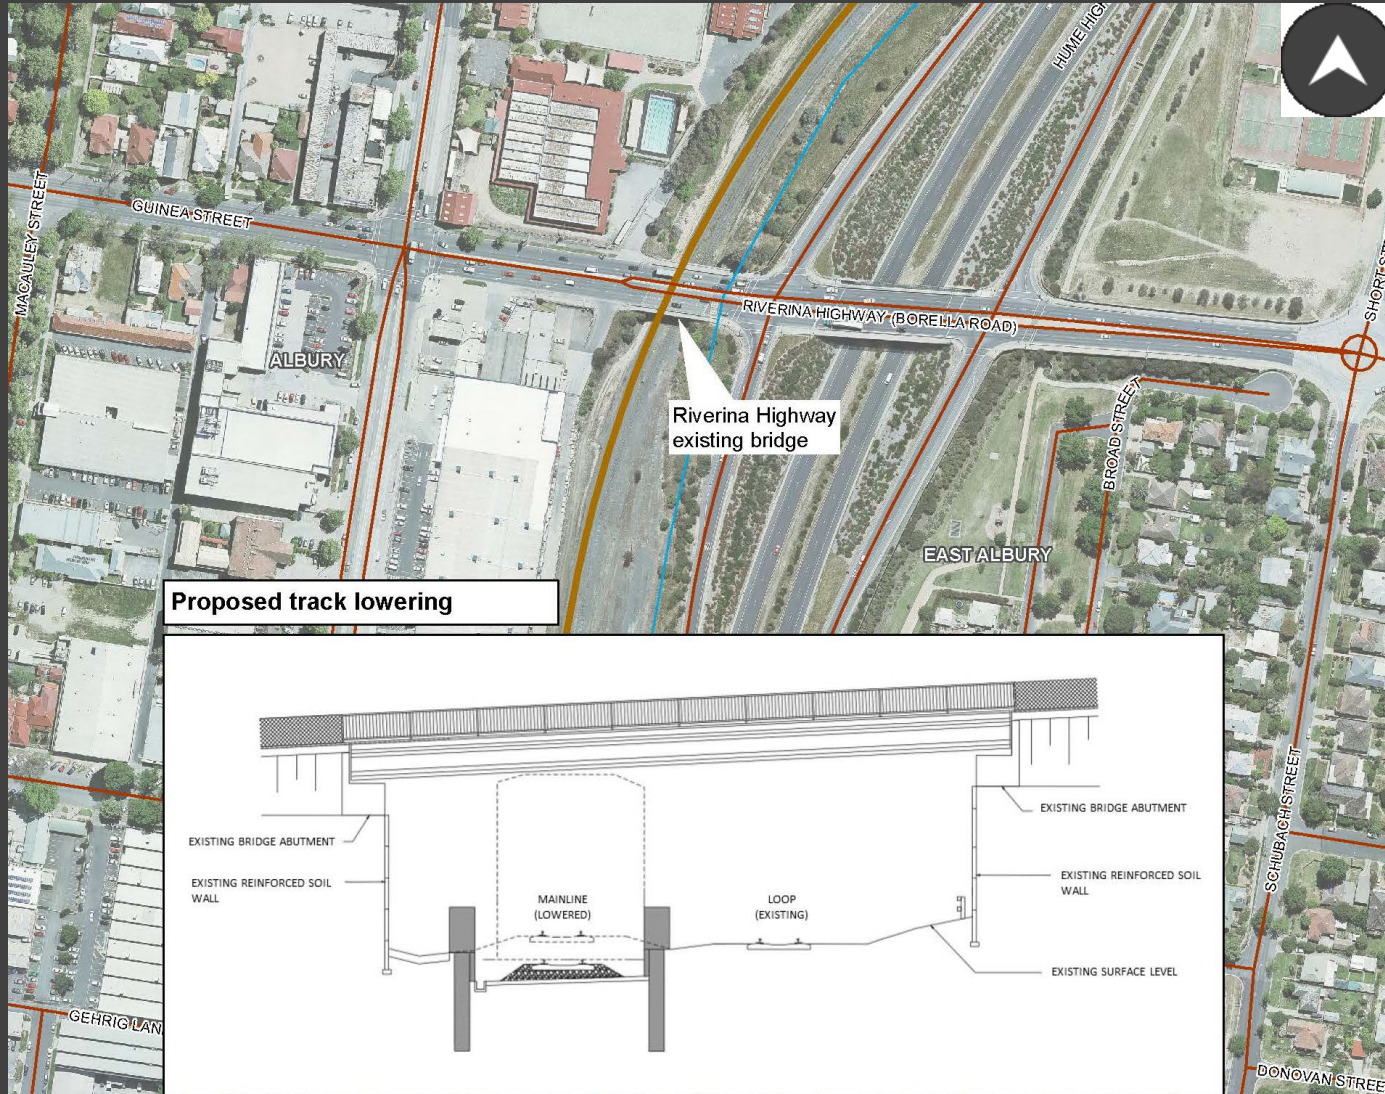 HUME HIGH
MACAULEY STREET
GUINEA STREET
SHORT ST
RIVERINA HIGHWAY (BORELLA ROAD)
ALBURY
BROAD STREET
Riverina Highway
existing bridge
EAST ALBURY
Proposed track lowering
SCHUBACH STREET
EXISTING BRIDGE ABUTMENT
EXISTING BRIDGE ABUTMENT
EXISTING REINFORCED SOIL
WALL
MAINLINE
(LOWERED)
LOOP
(EXISTING)
EXISTING REINFORCED SOIL
WALL
EXISTING SURFACE LEVEL
GEHRIG LAN
DONOVAN STREE